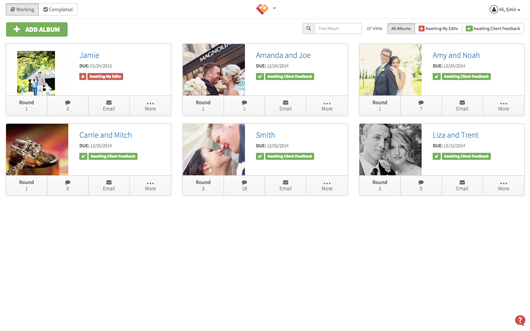 Working Completed Hi, Emir
+ ADD ALBUM Find Album or view All Albums Awaiting My Edits Awaiting Client Feedback
Jamie
DUE: 01/24/2015
Awaiting My Edits
Round 1 3 Email More
MAGNOLIA
Amanda and Joe
DUE: 12/24/2014
Awaiting Client Feedback
Round 1 1 Email More
Amy and Noah
DUE: 12/24/2014
Awaiting Client Feedback
Round 1 7 Email More
Carrie and Mitch
DUE: 12/25/2014
Awaiting Client Feedback
Round 1 0 Email More
Smith
DUE: 12/02/2014
Awaiting Client Feedback
Round 3 18 Email More
Liza and Trent
DUE: 12/12/2014
Awaiting Client Feedback
Round 2 0 Email More
?